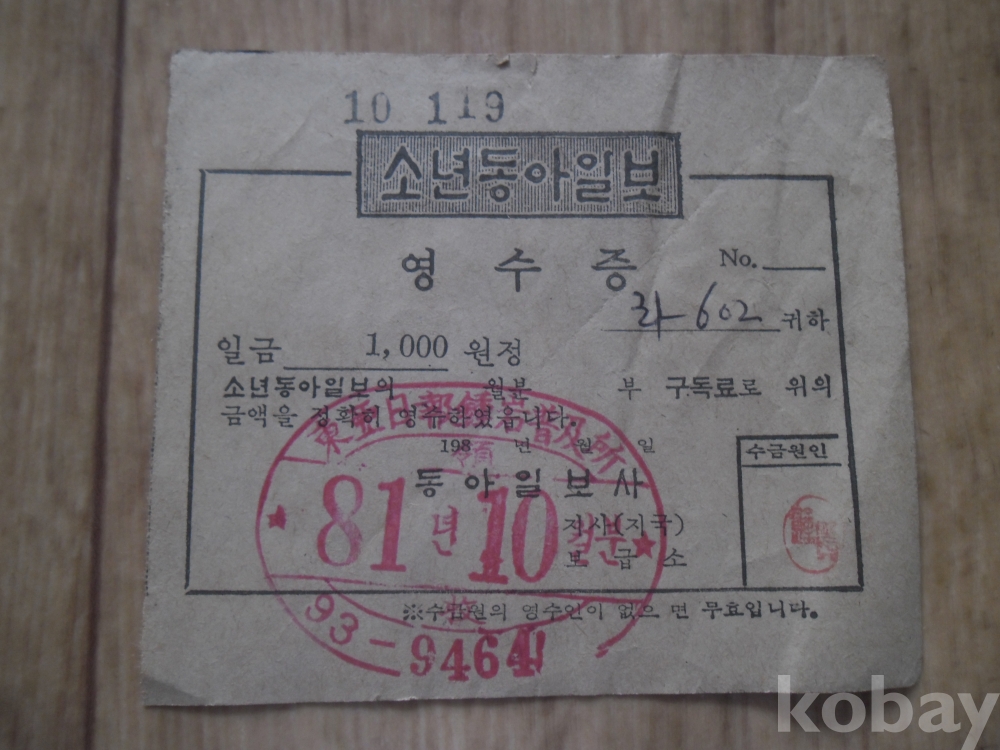 10 119
소년동아일보
영 수 증
No.
라-602 귀하
일금 1,000 원정
소년동아일보의 월분 부 구독료로 위의
금액을 정확히 영수하였읍니다.
198 년 월 일
동아일보사
지사(지국)
보급소
수금원인
81년 10월분
93-9464
※수금원의 영수인이 없으면 무효입니다.
kobay